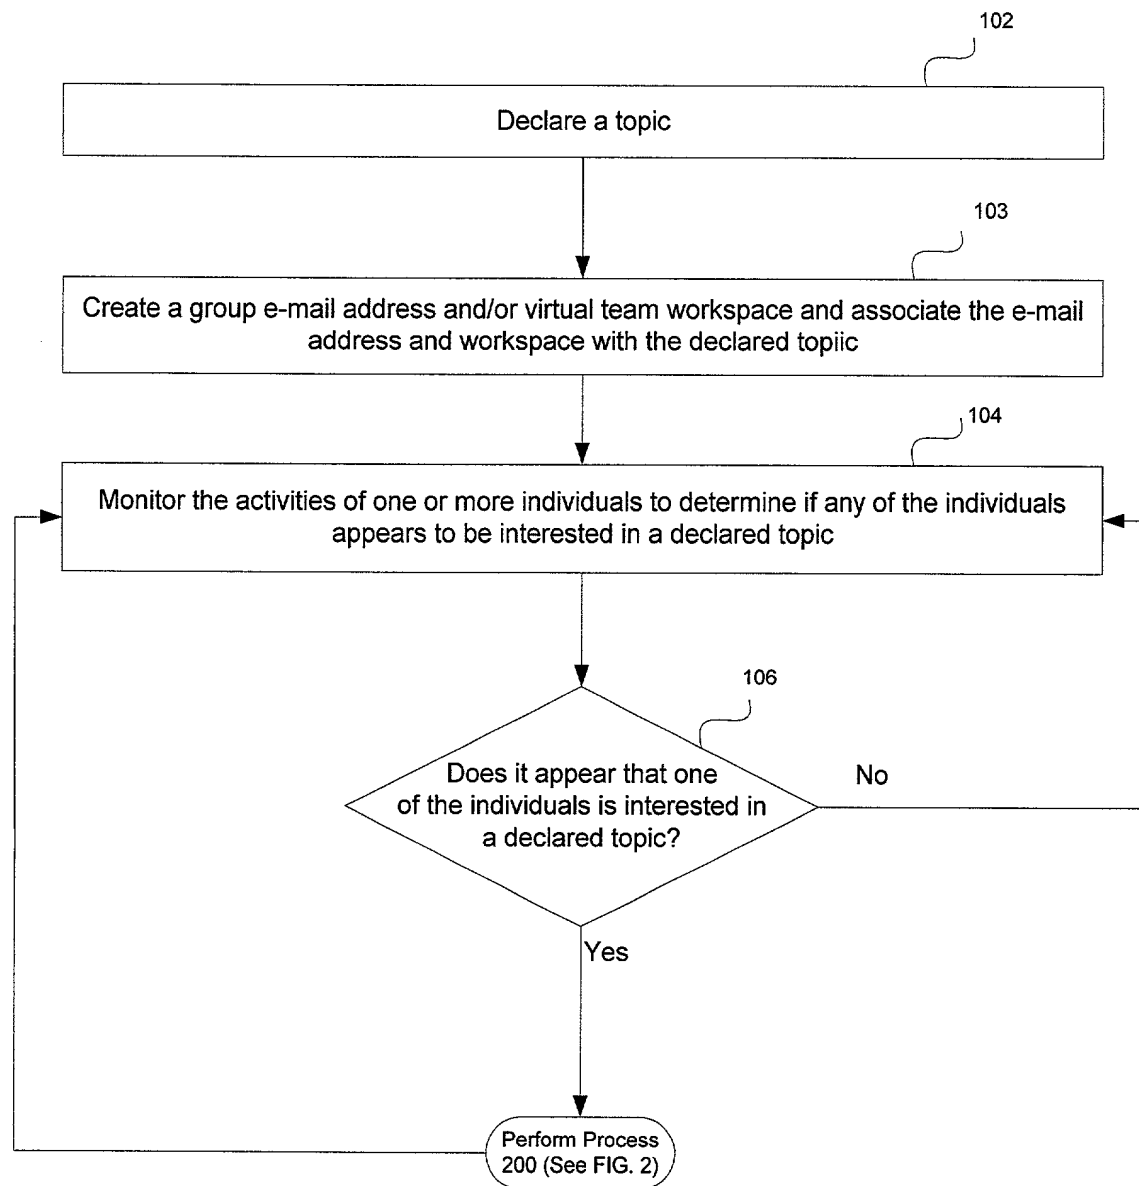 102
Declare a topic
103
Create a group e-mail address and/or virtual team workspace and associate the e-mail
address and workspace with the declared topiic
104
Monitor the activities of one or more individuals to determine if any of the individuals
appears to be interested in a declared topic
106
Does it appear that one
of the individuals is interested in
a declared topic?
No
Yes
Perform Process
200 (See FIG. 2)